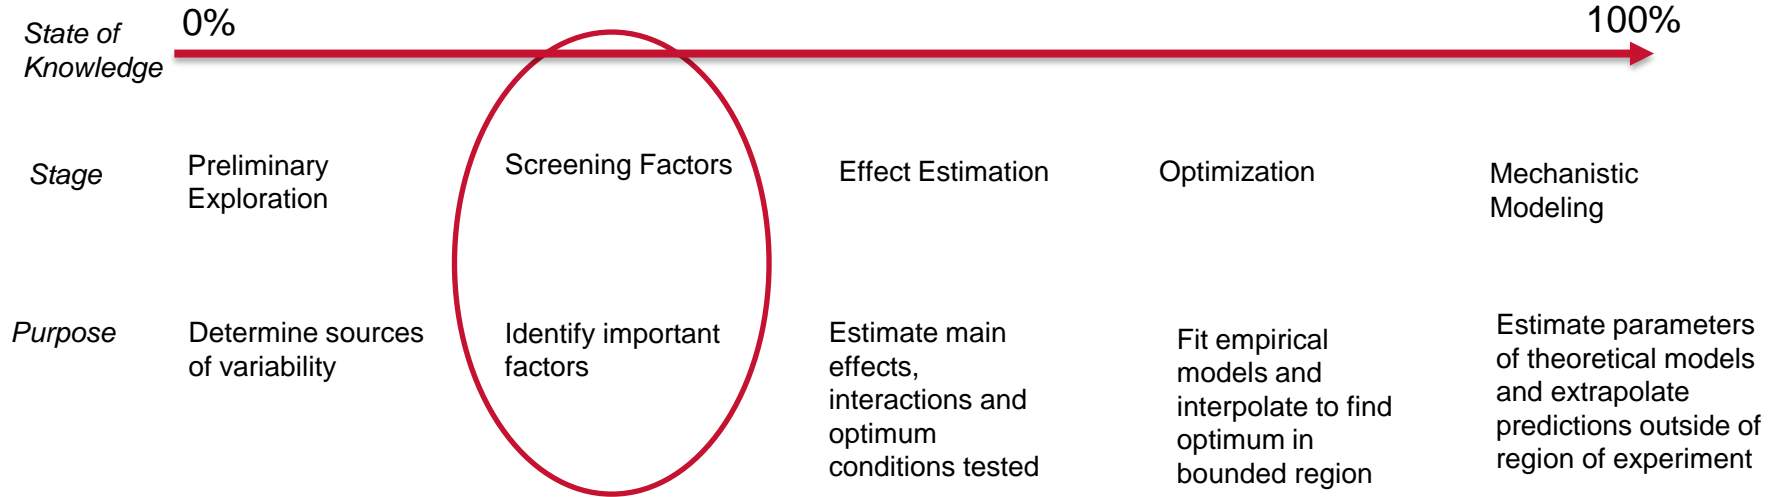 State of
Knowledge
0%
100%
Stage
Preliminary
Exploration
Screening Factors
Effect Estimation
Optimization
Mechanistic
Modeling
Purpose
Determine sources
of variability
Identify important
factors
Estimate main
effects,
interactions and
optimum
conditions tested
Fit empirical
models and
interpolate to find
optimum in
bounded region
Estimate parameters
of theoretical models
and extrapolate
predictions outside of
region of experiment